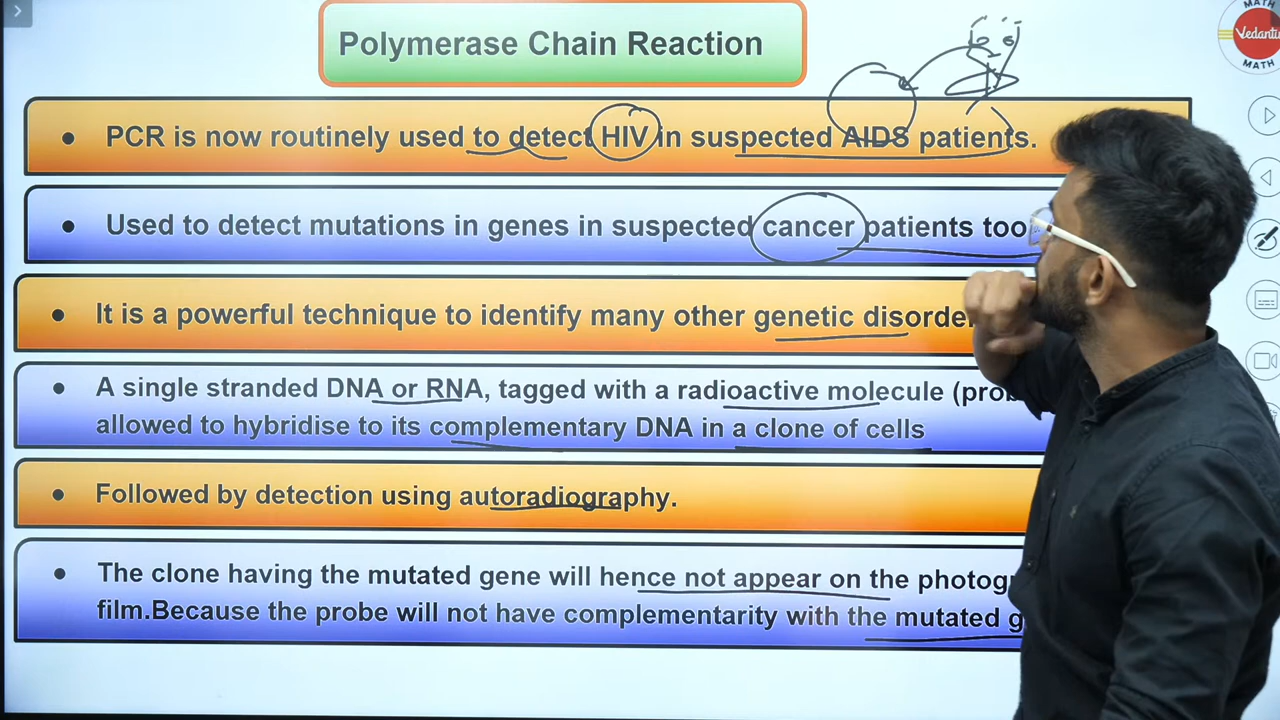 Polymerase Chain Reaction
MATH
Vedantu
MATH
● PCR is now routinely used to detect HIV in suspected AIDS patients.
● Used to detect mutations in genes in suspected cancer patients too
● It is a powerful technique to identify many other genetic
● A single stranded DNA or RNA, tagged with a radioactive molecule
allowed to hybridise to its complementary DNA in a clone of cells
● Followed by detection using autoradiography.
● The clone having the mutated gene will hence not appear on the
film.Because the probe will not have complementarity with the mutated